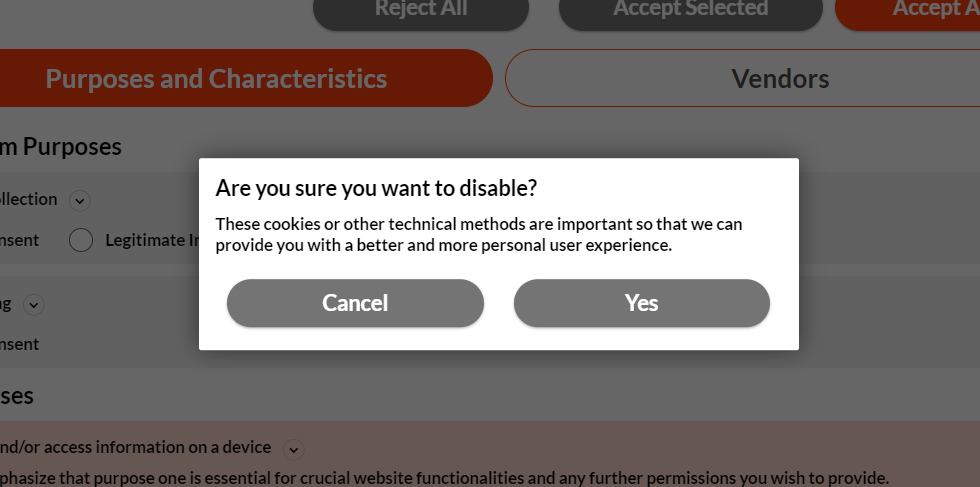 Reject All
Accept Selected
Accept A
Purposes and Characteristics
Vendors
m Purposes
llection
nsent
Legitimate In
Are you sure you want to disable?
These cookies or other technical methods are important so that we can
provide you with a better and more personal user experience.
Cancel
Yes
ng
nsent
ses
nd/or access information on a device
phasize that purpose one is essential for crucial website functionalities and any further permissions you wish to provide.